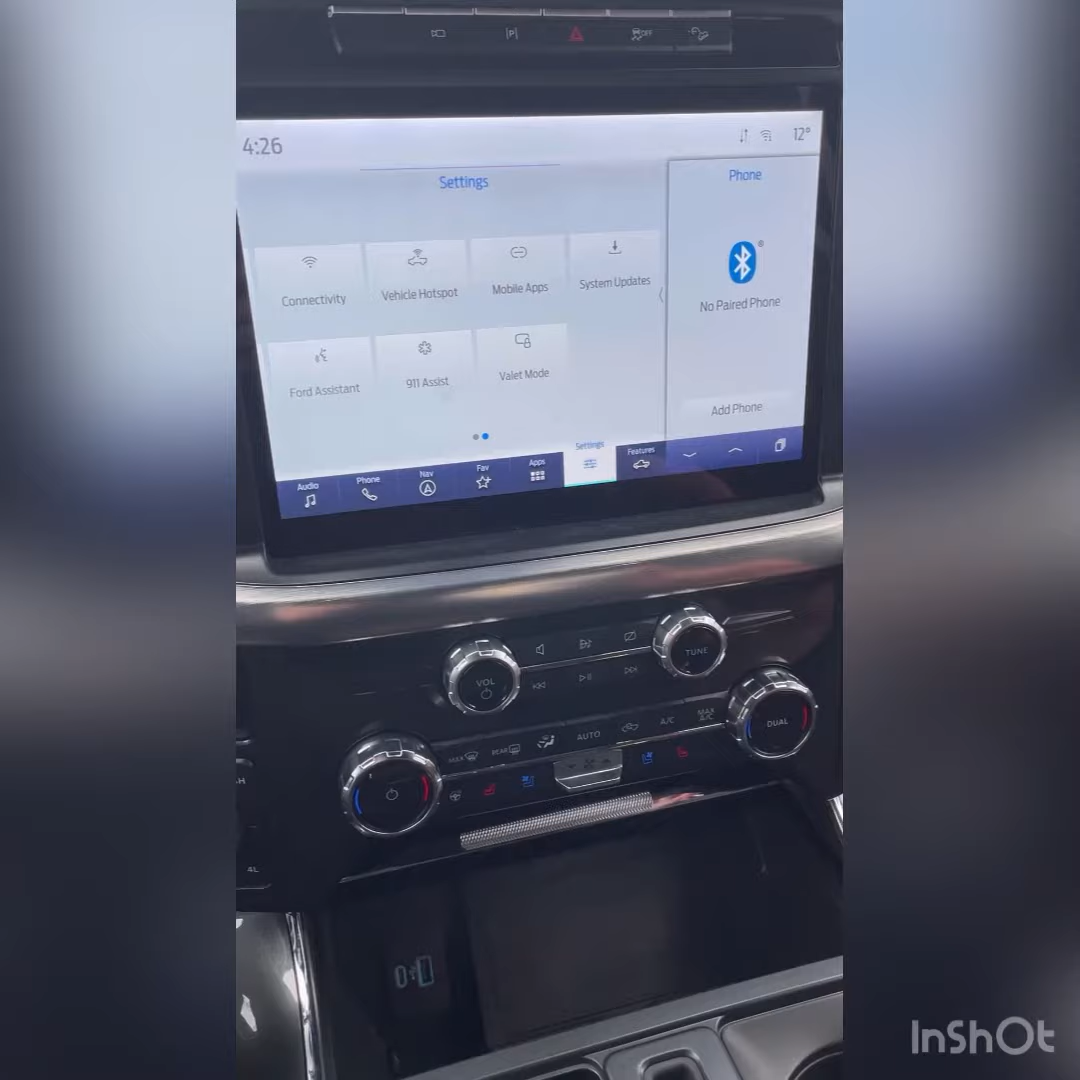 OFF
4:26
12°
Settings
Phone
Connectivity
Vehicle Hotspot
Mobile Apps
System Updates
No Paired Phone
Ford Assistant
911 Assist
Valet Mode
Add Phone
Audio
Phone
Nav
Fav
Apps
Settings
Features
VOL
TUNE
MAX
REAR
AUTO
A/C
MAX
A/C
DUAL
4L
InShOt